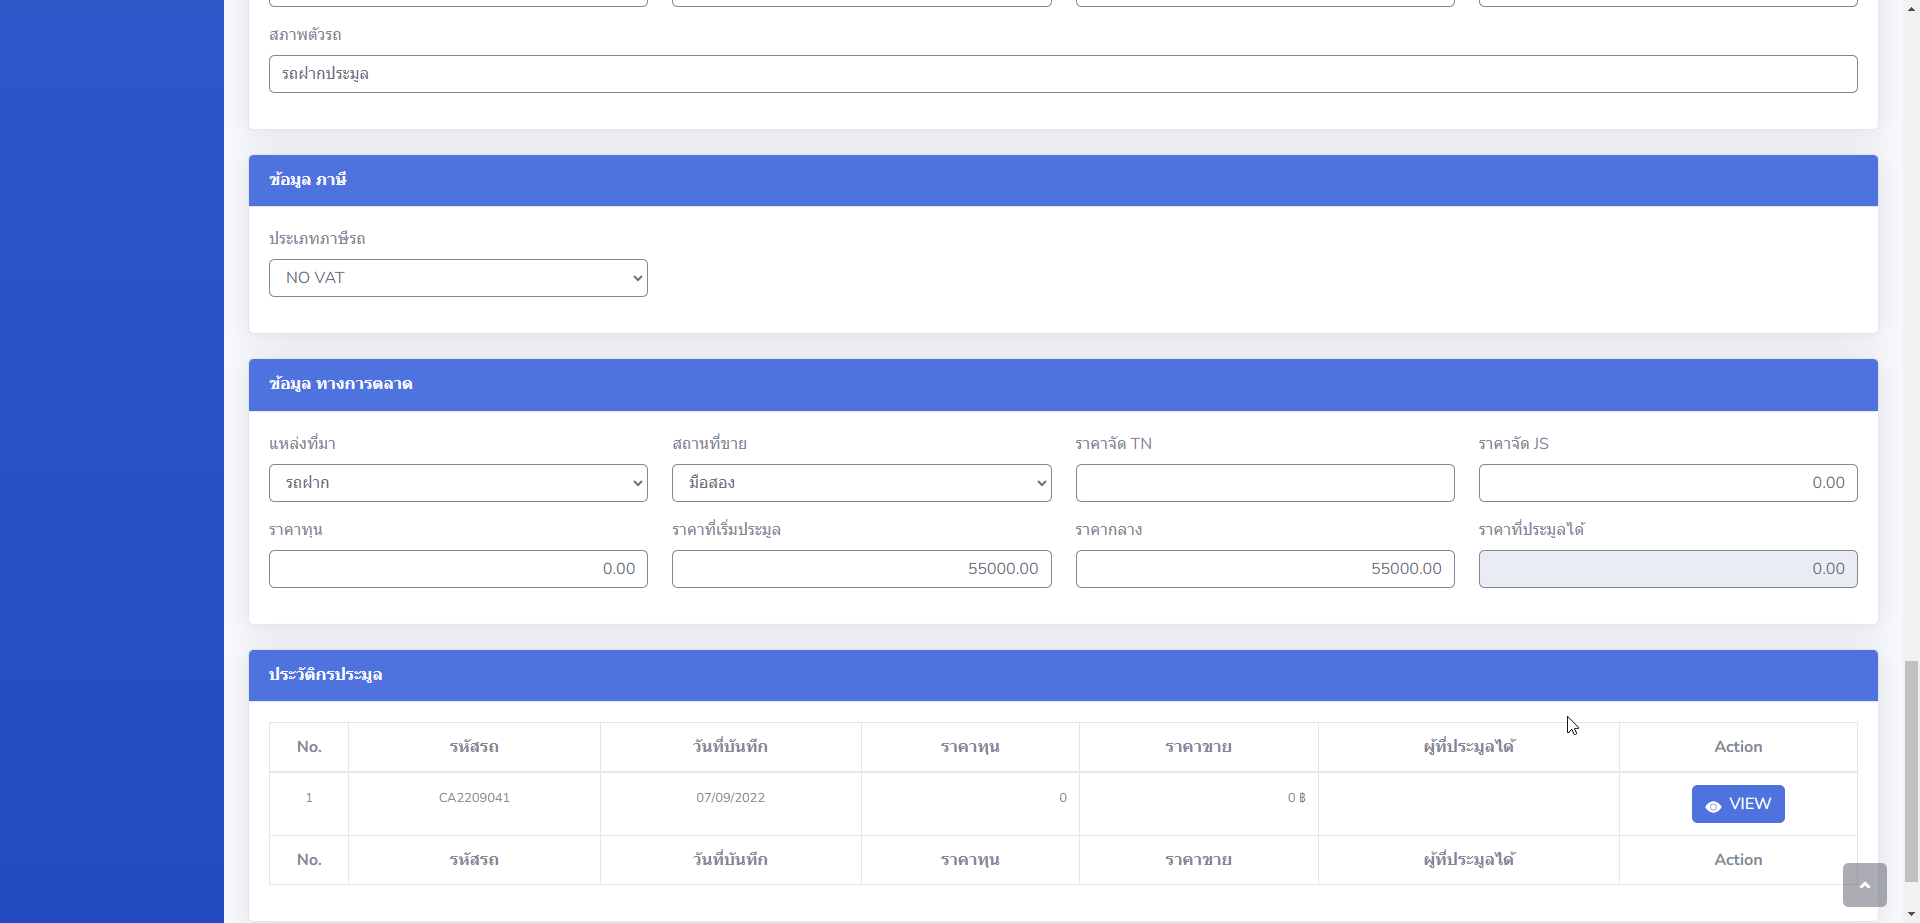 สภาพตัวรถ
รถฝากประมูล
ข้อมูล ภาษี
ประเภทภาษีรถ
NO VAT
ข้อมูล ทางการตลาด
แหล่งที่มา สถานที่ขาย ราคาจัด TN ราคาจัด JS
รถฝาก มือสอง 0.00
ราคาทุน ราคาที่เริ่มประมูล ราคากลาง ราคาที่ประมูลได้
0.00 55000.00 55000.00 0.00
ประวัติกรประมูล
No. รหัสรถ วันที่บันทึก ราคาทุน ราคาขาย ผู้ที่ประมูลได้ Action
1 CA2209041 07/09/2022 0 0 ฿ VIEW
No. รหัสรถ วันที่บันทึก ราคาทุน ราคาขาย ผู้ที่ประมูลได้ Action